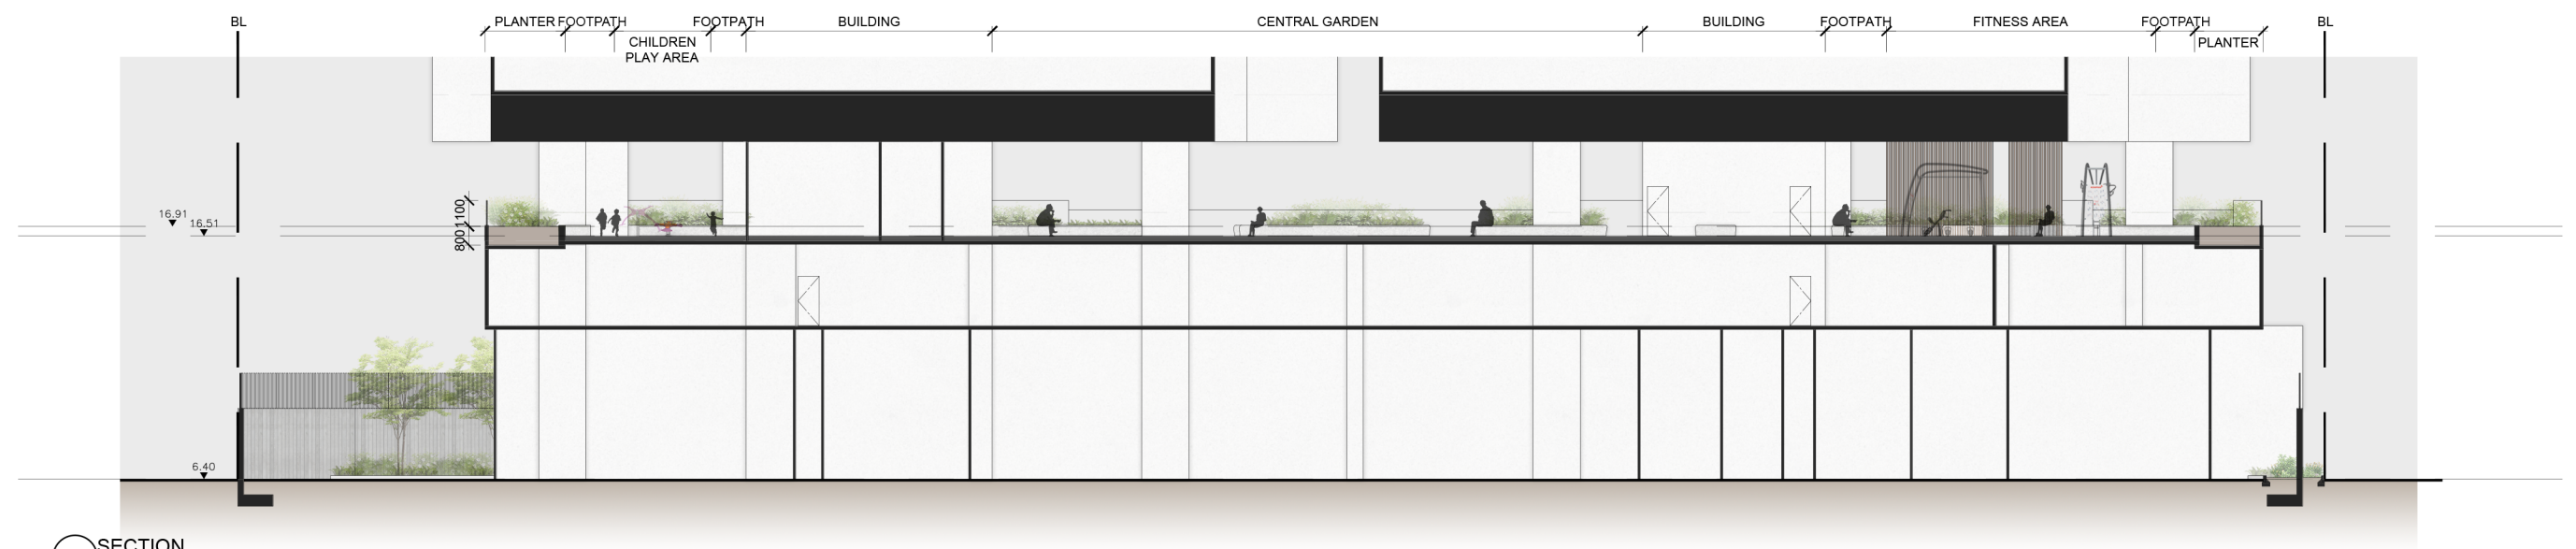 BL
PLANTER
FOOTPATH
CHILDREN
PLAY AREA
FOOTPATH
BUILDING
CENTRAL GARDEN
BUILDING
FOOTPATH
FITNESS AREA
FOOTPATH
PLANTER
BL
1100
800
16.91
16.51
6.40
SECTION